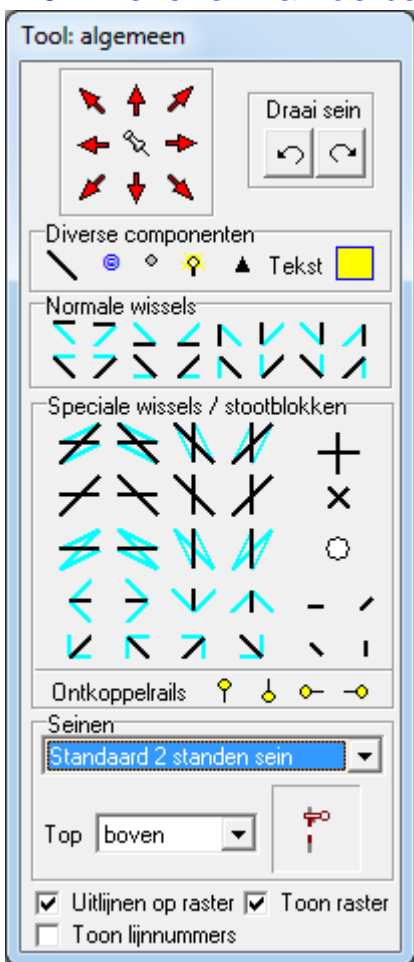 Tool: algemeen
Draai sein
Diverse componenten
Tekst
Normale wissels
Speciale wissels / stootblokken
Ontkoppelrails
Seinen
Standaard 2 standen sein
Top boven
Uitlijnen op raster Toon raster
Toon lijnnummers